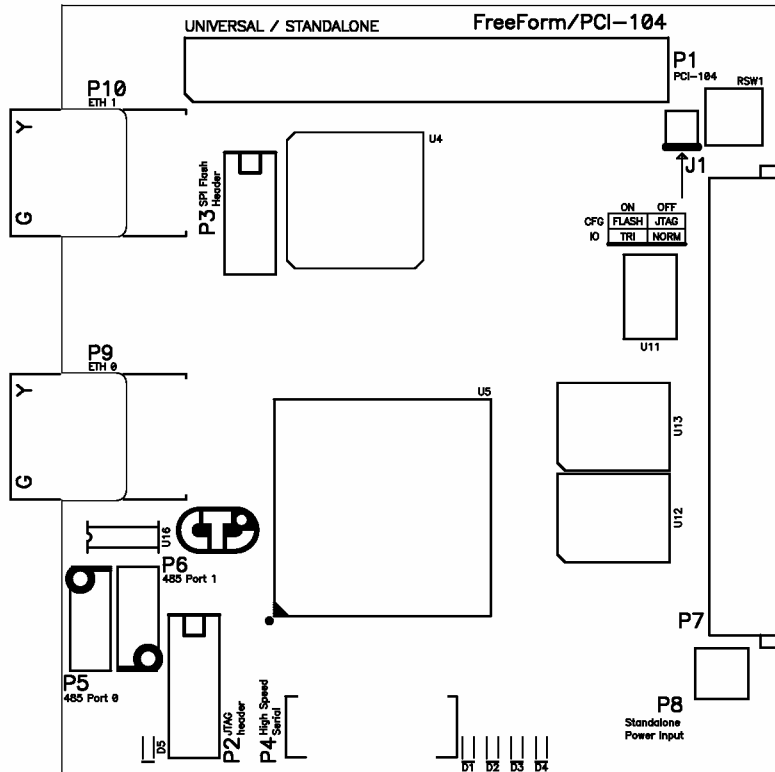 UNIVERSAL / STANDALONE
FreeForm/PCI-104
P1
PCI-104
RSW1
P10
ETH 1
Y
G
U4
J1
P3
SPI Flash
Header
ON OFF
CFG FLASH JTAG
IO TRI NORM
U11
P9
ETH 0
Y
G
U5
U13
U12
U16
P6
485 Port 1
P7
P5
485 Port 0
P8
Standalone
Power Input
P2
JTAG
header
P4
High Speed
Serial
D5
D1 D2 D3 D4